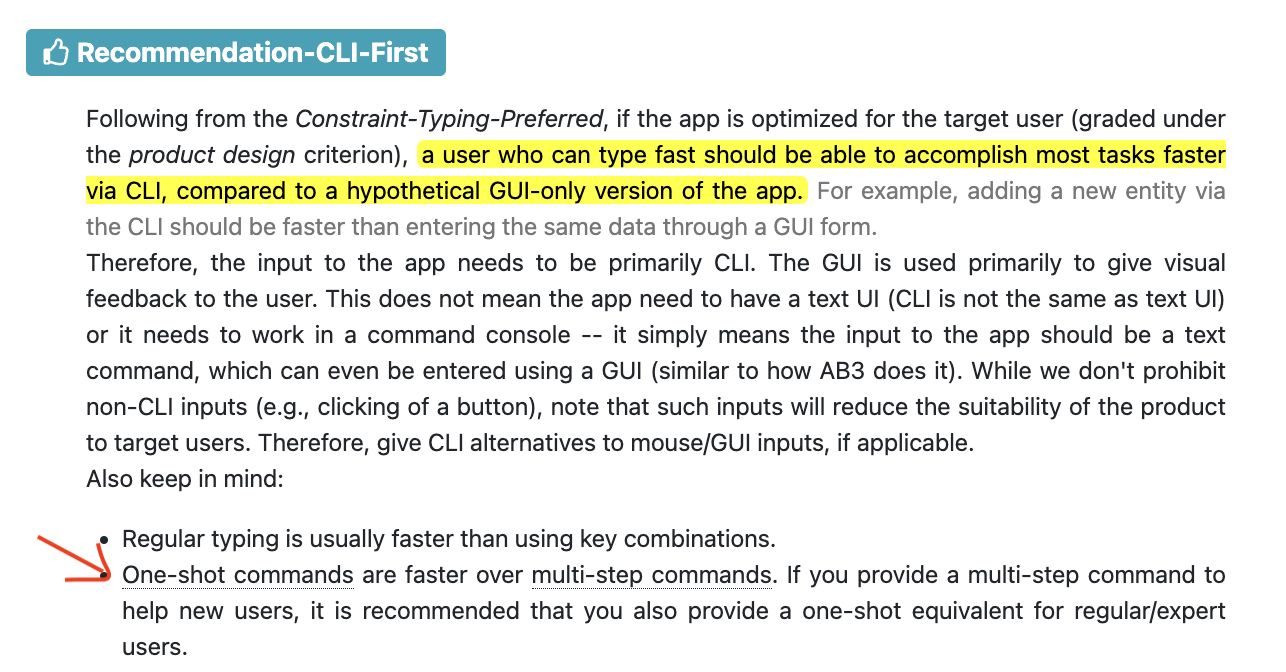 Recommendation-CLI-First
Following from the Constraint-Typing-Preferred, if the app is optimized for the target user (graded under
the product design criterion), a user who can type fast should be able to accomplish most tasks faster
via CLI, compared to a hypothetical GUI-only version of the app. For example, adding a new entity via
the CLI should be faster than entering the same data through a GUI form.
Therefore, the input to the app needs to be primarily CLI. The GUI is used primarily to give visual
feedback to the user. This does not mean the app need to have a text UI (CLI is not the same as text UI)
or it needs to work in a command console -- it simply means the input to the app should be a text
command, which can even be entered using a GUI (similar to how AB3 does it). While we don't prohibit
non-CLI inputs (e.g., clicking of a button), note that such inputs will reduce the suitability of the product
to target users. Therefore, give CLI alternatives to mouse/GUI inputs, if applicable.
Also keep in mind:
• Regular typing is usually faster than using key combinations.
• One-shot commands are faster over multi-step commands. If you provide a multi-step command to
help new users, it is recommended that you also provide a one-shot equivalent for regular/expert
users.